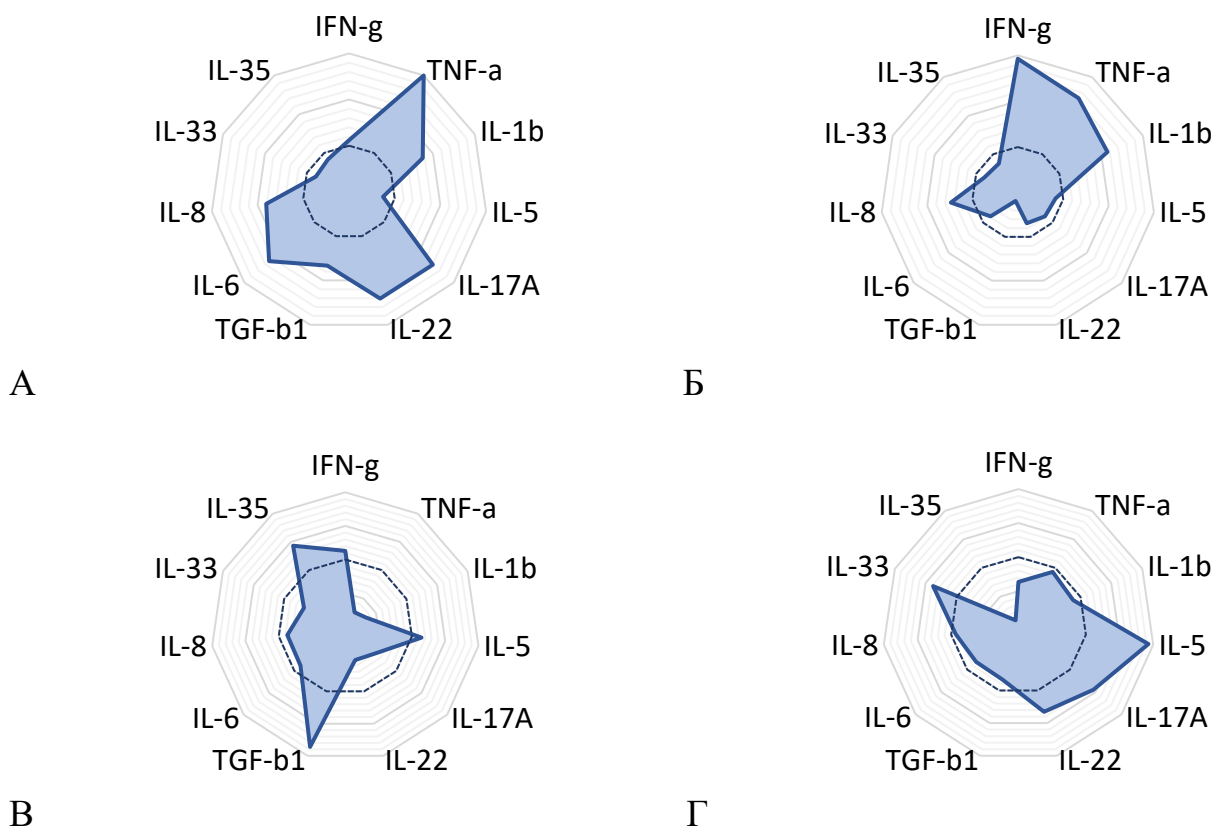 IFN-g
IL-35 TNF-a
IL-33 IL-1b
IL-8 IL-5
IL-6 IL-17A
TGF-b1 IL-22
А
IFN-g
IL-35 TNF-a
IL-33 IL-1b
IL-8 IL-5
IL-6 IL-17A
TGF-b1 IL-22
Б
IFN-g
IL-35 TNF-a
IL-33 IL-1b
IL-8 IL-5
IL-6 IL-17A
TGF-b1 IL-22
В
IFN-g
IL-35 TNF-a
IL-33 IL-1b
IL-8 IL-5
IL-6 IL-17A
TGF-b1 IL-22
Г